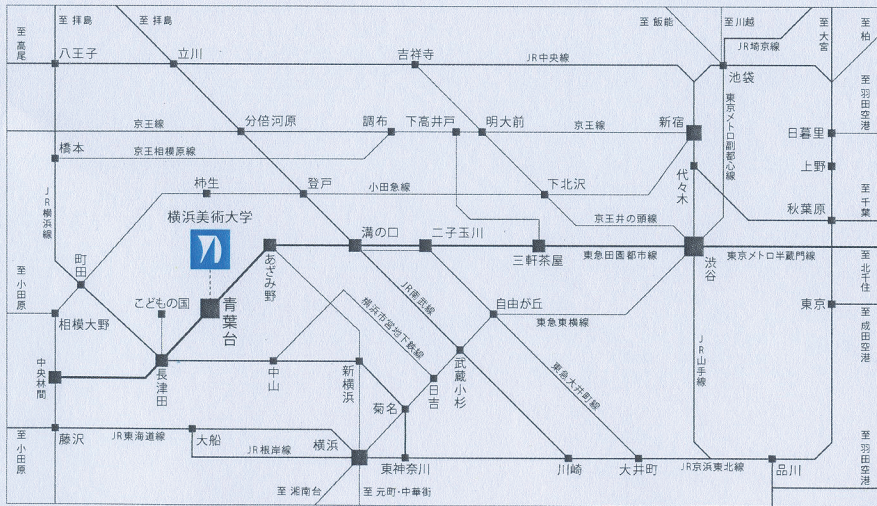 至 拝島
至 拝島
至 飯能
至 川越
至 大宮
至 柏
至 高尾
八王子
立川
吉祥寺
JR中央線
JR埼京線
池袋
至 羽田空港
京王線
分倍河原
調布
下高井戸
明大前
京王線
新宿
東京メトロ副都心線
日暮里
橋本
京王相模原線
上野
JR横浜線
柿生
登戸
小田急線
下北沢
代々木
至 千葉
秋葉原
横浜美術大学
京王井の頭線
溝の口
二子玉川
三軒茶屋
東急田園都市線
渋谷
東京メトロ半蔵門線
あざみ野
町田
至 小田原
至 北千住
こどもの国
青葉台
JR南武線
自由が丘
東京
相模大野
横浜市営地下鉄線
東急東横線
至 成田空港
JR山手線
中央林間
長津田
中山
新横浜
日吉
武蔵小杉
東急大井町線
菊名
至 小田原
藤沢
JR東海道線
大船
横浜
至 羽田空港
JR根岸線
東神奈川
川崎
大井町
JR京浜東北線
品川
至 湘南台
至 元町・中華街